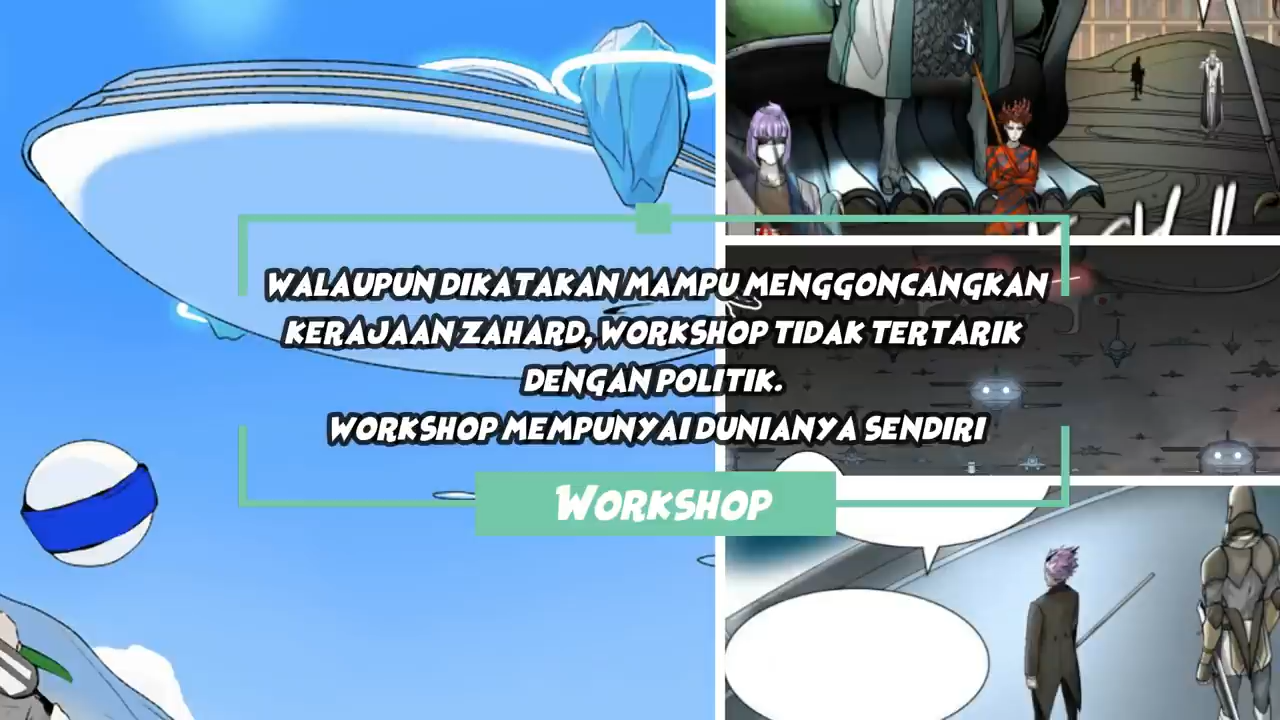 WALAUPUN DIKATAKAN MAMPU MENGGONCANGKAN
KERAJAAN ZAHARD, WORKSHOP TIDAK TERTARIK
DENGAN POLITIK.
WORKSHOP MEMPUNYAI DUNIANYA SENDIRI
WORKSHOP